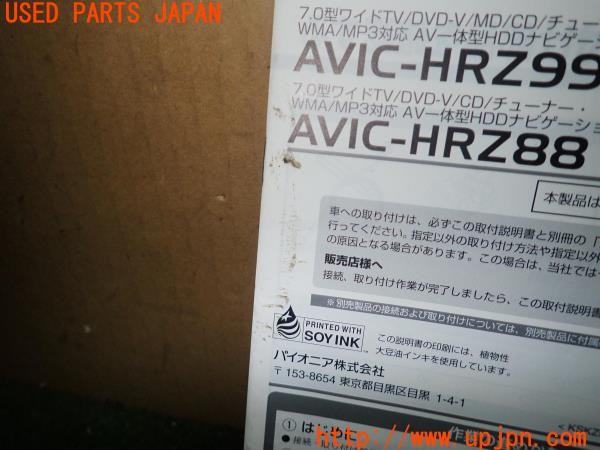 USED PARTS JAPAN
7.0型ワイドTV/DVD-V/MD/CD/チュー
WMA/MP3対応 AV一体型HDDナビゲー
AVIC-HRZ99
7.0型ワイドTV/DVD-V/CD/チューナー・
WMA/MP3対応 AV一体型HDDナビゲーショ
AVIC-HRZ88
本製品は
車への取り付けは、必ずこの取付説明書と別冊の「
行ってください。指定以外の取り付け方法や指定以外の
の原因となる場合があります。この場合は、当社では一
販売店様へ
接続、取り付け作業が完了しましたら、この取付説明書
※別売製品の接続および取り付けについては、別売製品に付属
PRINTED WITH
SOY INK
この説明書の印刷には、植物性
大豆油インキを使用しています。
パイオニア株式会社
〒153-8654 東京都目黒区目黒 1-4-1
① はじめ
作業の
http://www.upjpn.com